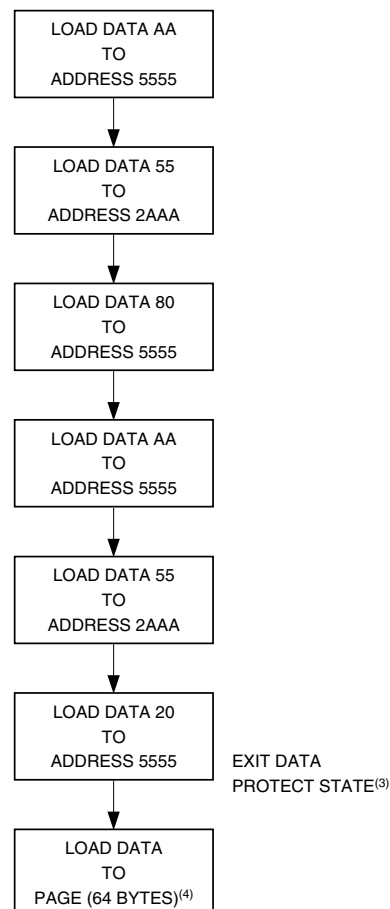 LOAD DATA AA
TO
ADDRESS 5555
LOAD DATA 55
TO
ADDRESS 2AAA
LOAD DATA 80
TO
ADDRESS 5555
LOAD DATA AA
TO
ADDRESS 5555
LOAD DATA 55
TO
ADDRESS 2AAA
LOAD DATA 20
TO
ADDRESS 5555
EXIT DATA
PROTECT STATE(3)
LOAD DATA
TO
PAGE (64 BYTES)(4)